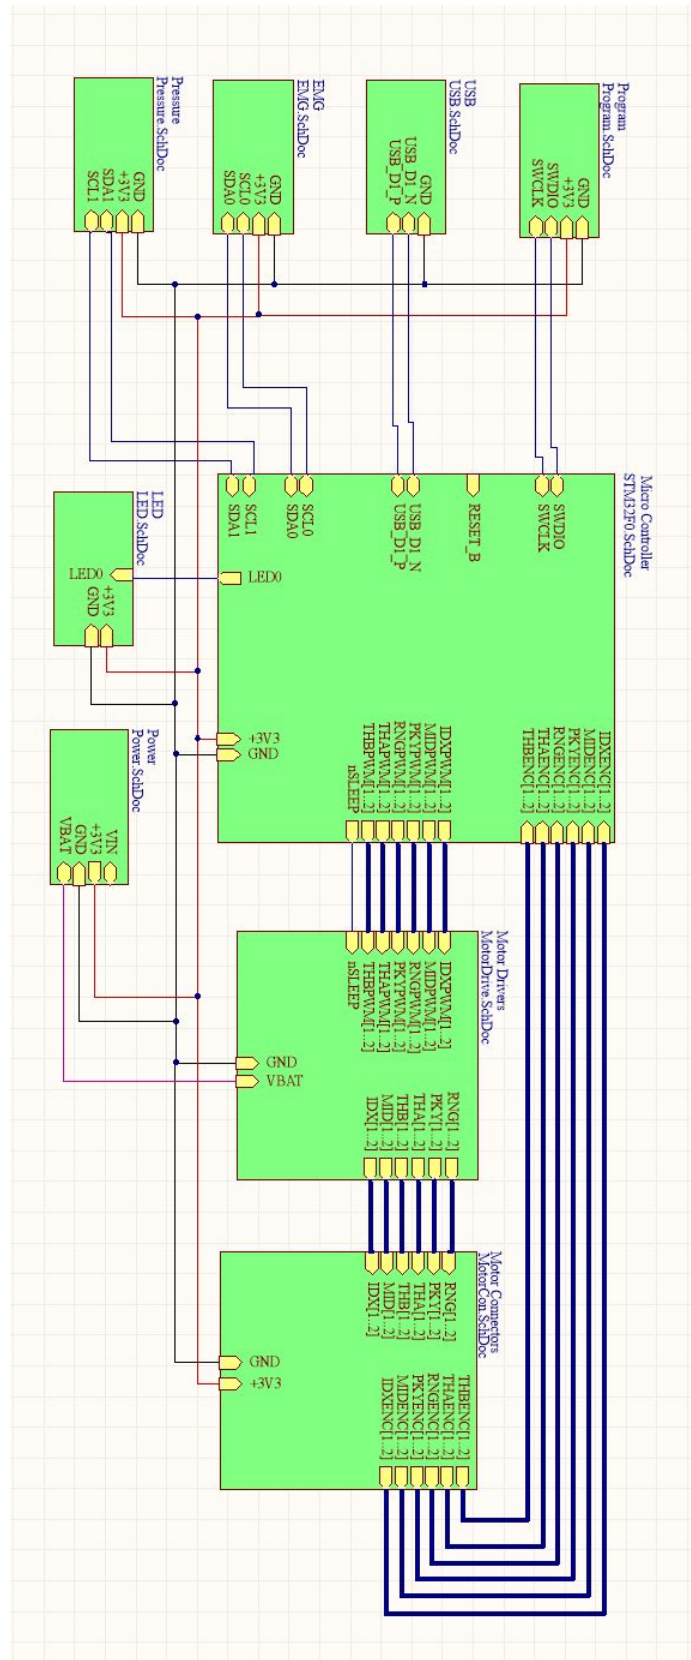 Pressure
Pressure.SchDoc
GND
+3V3
SDA1
SCL1
EMG
EMG.SchDoc
GND
+3V3
SCL0
SDA0
USB
USB.SchDoc
GND
USB_D1_N
USB_D1_P
Program
Program.SchDoc
GND
+3V3
SWDIO
SWCLK
Micro Controller
STM32F0.SchDoc
SWDIO
SWCLK
RESET_B
USB_D1_N
USB_D1_P
SCL0
SDA0
SCL1
SDA1
LED0
+3V3
GND
IDXPWM[1..2]
MIDPWM[1..2]
PKYPWM[1..2]
RNGPWM[1..2]
THAPWM[1..2]
THBPWM[1..2]
nSLEEP
IDXENC[1..2]
MIDENC[1..2]
PKYENC[1..2]
RNGENC[1..2]
THAENC[1..2]
THBENC[1..2]
LED
LED.SchDoc
LED0
+3V3
GND
Power
Power.SchDoc
VIN
+3V3
GND
VBAT
Motor Drivers
MotorDrive.SchDoc
IDXPWM[1..2]
MIDPWM[1..2]
RNGPWM[1..2]
PKYPWM[1..2]
THAPWM[1..2]
THBPWM[1..2]
nSLEEP
GND
VBAT
RNG[1..2]
PKY[1..2]
THA[1..2]
THB[1..2]
MID[1..2]
IDX[1..2]
Motor Connectors
MotorCon.SchDoc
RNG[1..2]
PKY[1..2]
THA[1..2]
THB[1..2]
MID[1..2]
IDX[1..2]
GND
+3V3
THBENC[1..2]
THAENC[1..2]
RNGENC[1..2]
PKYENC[1..2]
MIDENC[1..2]
IDXENC[1..2]